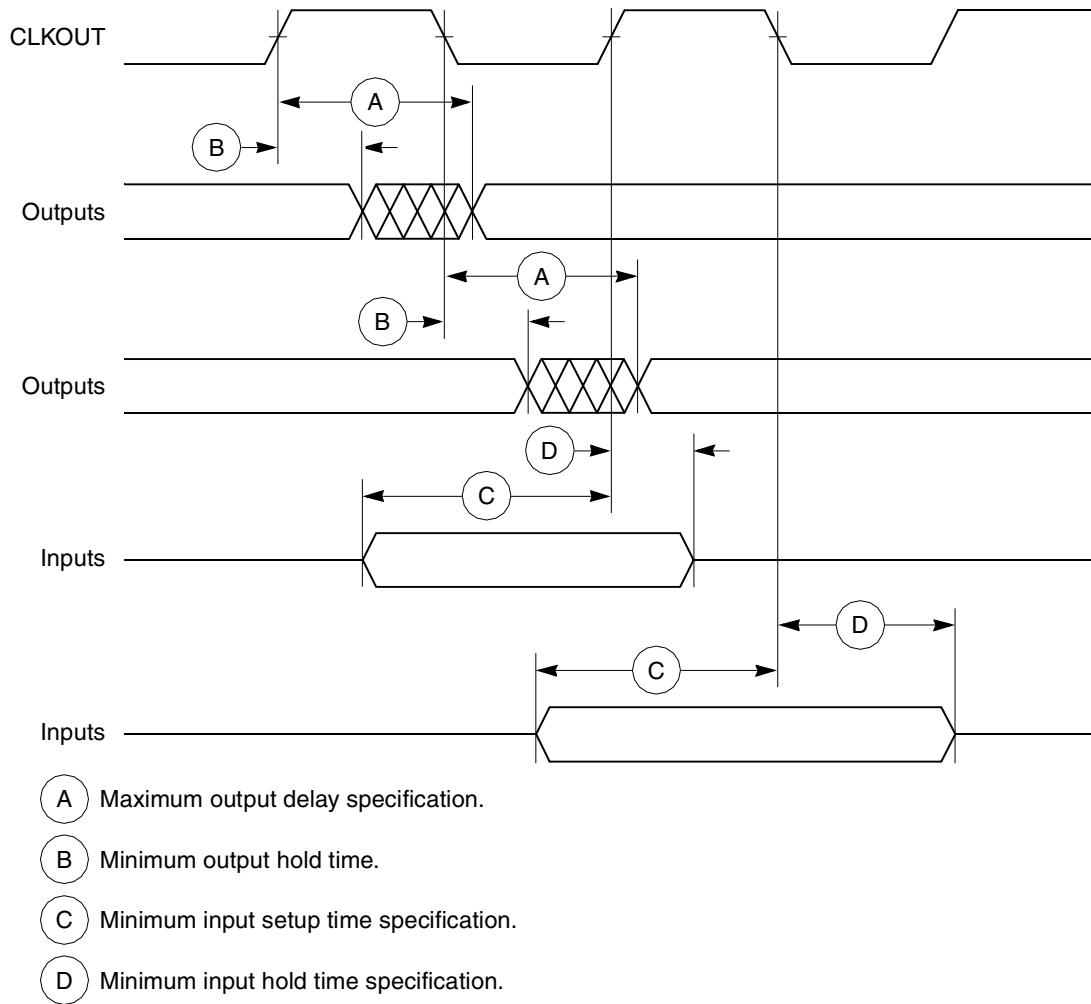 CLKOUT
A
B
Outputs
A
B
Outputs
D
C
Inputs
D
C
Inputs
A Maximum output delay specification.
B Minimum output hold time.
C Minimum input setup time specification.
D Minimum input hold time specification.